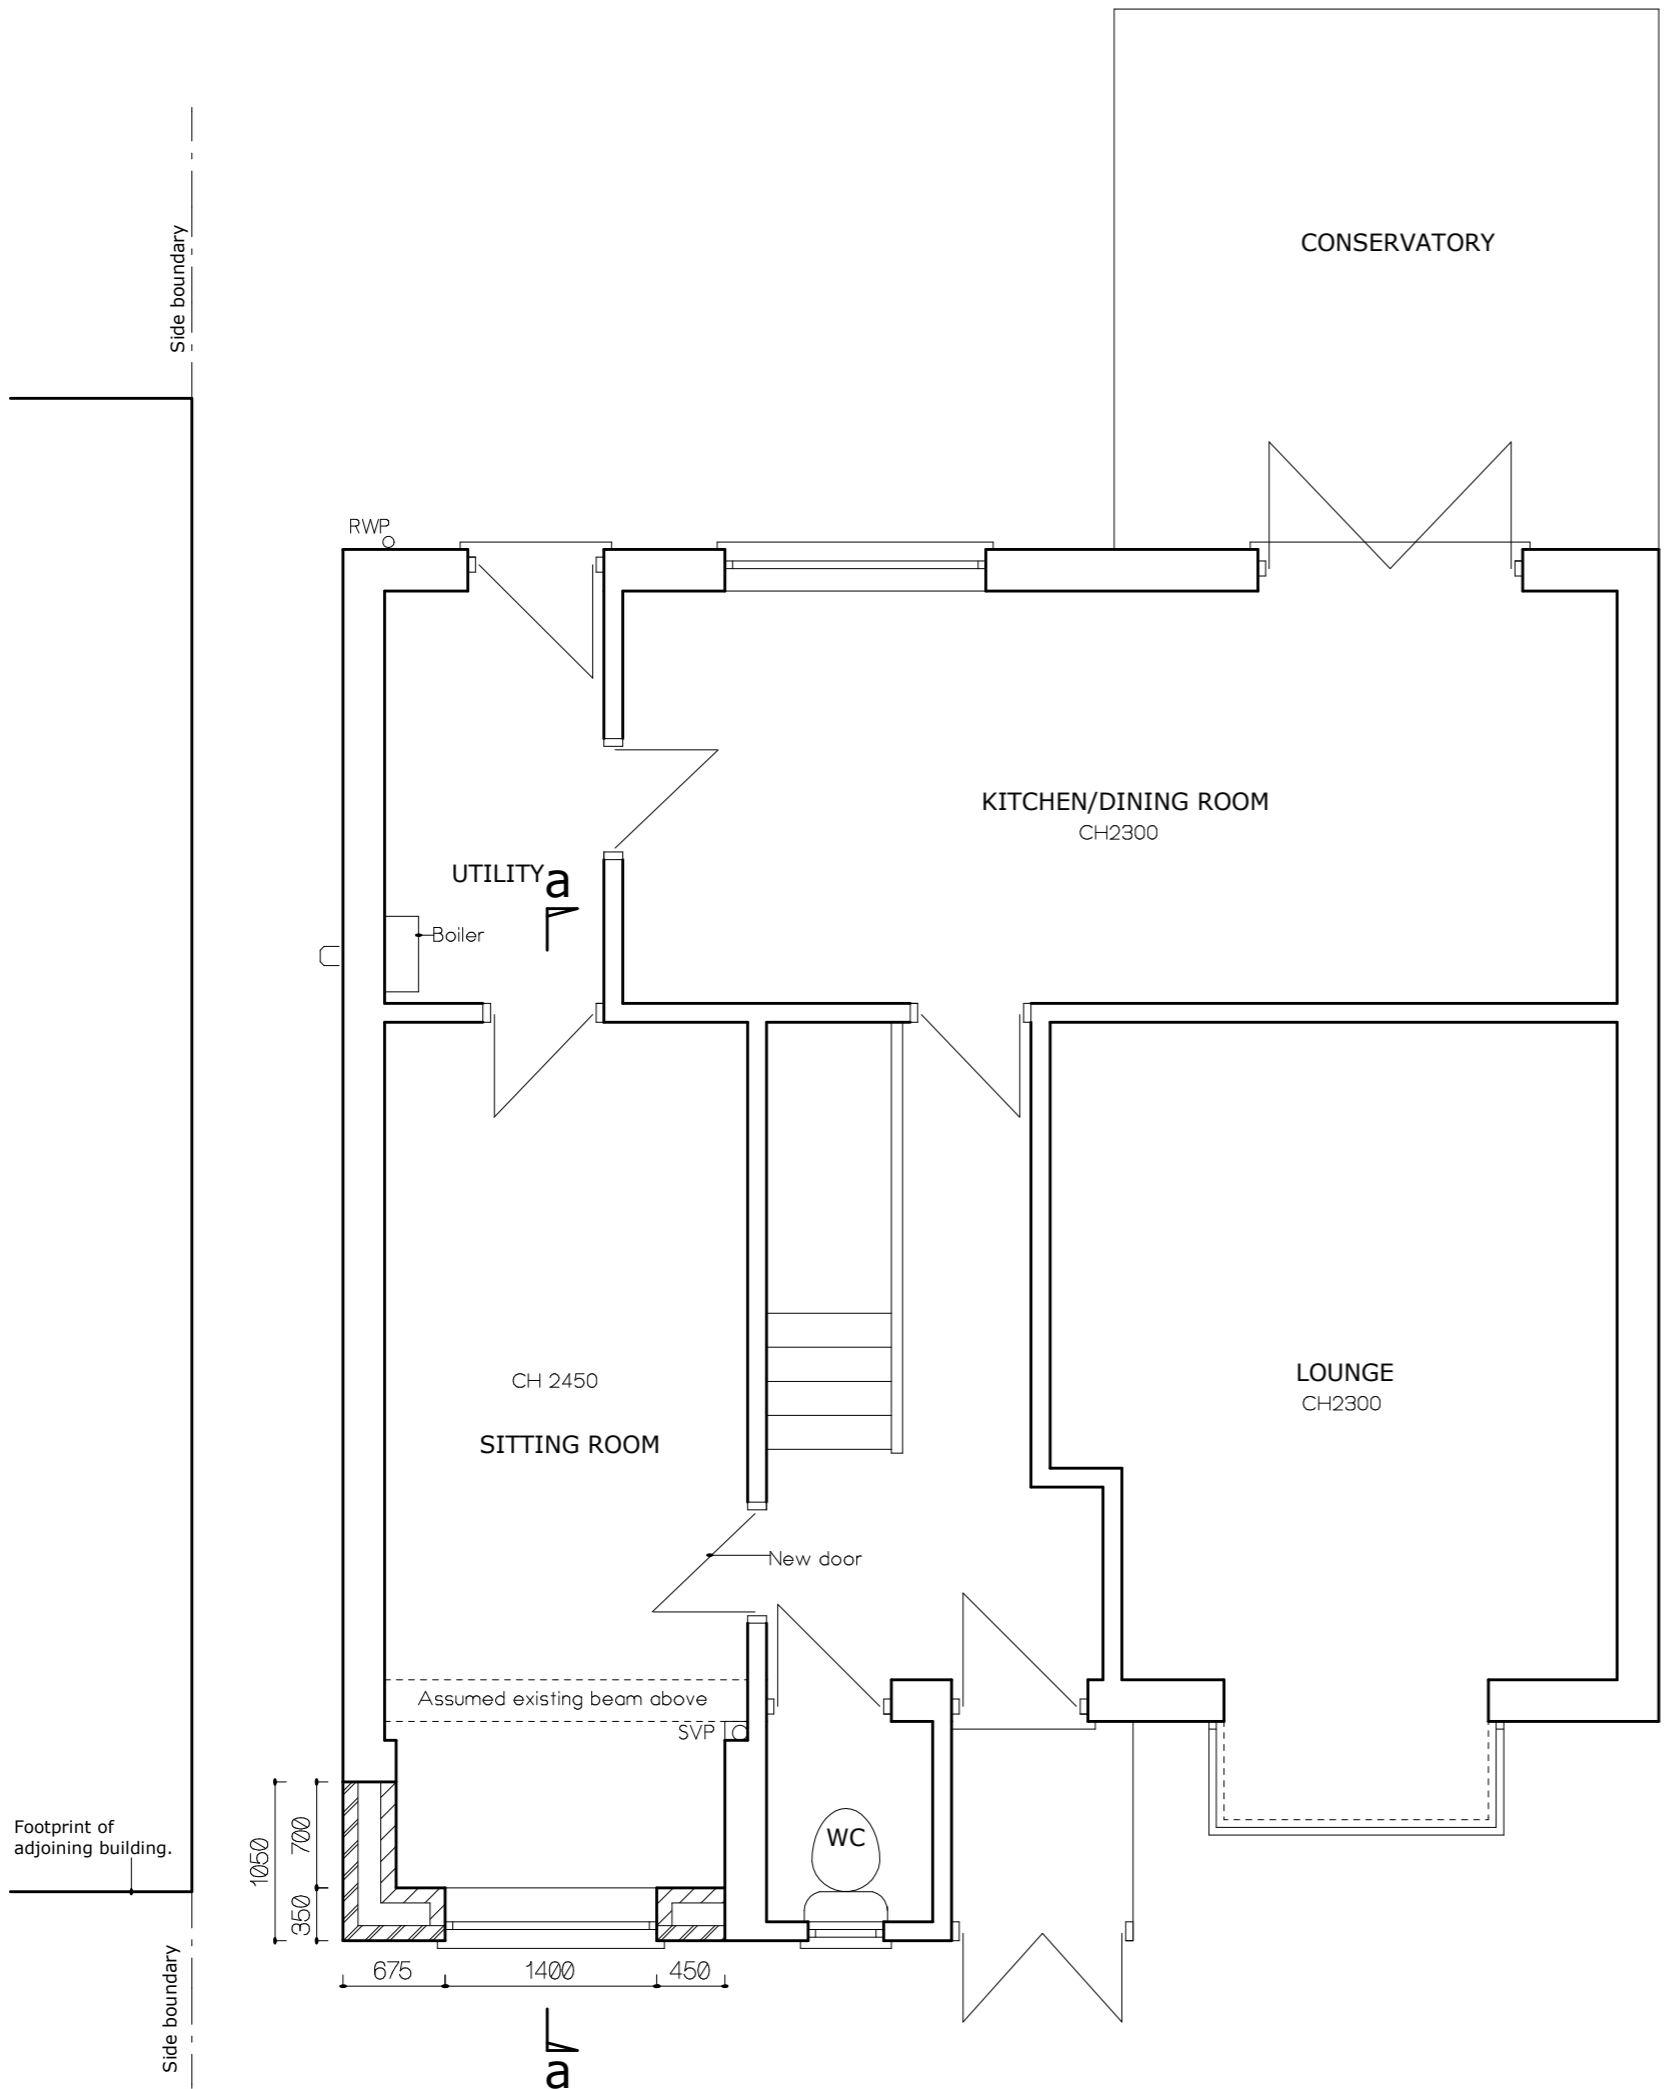 CONSERVATORY
Side boundary
RWP
KITCHEN/DINING ROOM
CH2300
UTILITY
a
Boiler
CH 2450
SITTING ROOM
LOUNGE
CH2300
New door
Assumed existing beam above
SVP
Footprint of
adjoining building.
1050
700
350
WC
675
1400
450
Side boundary
a